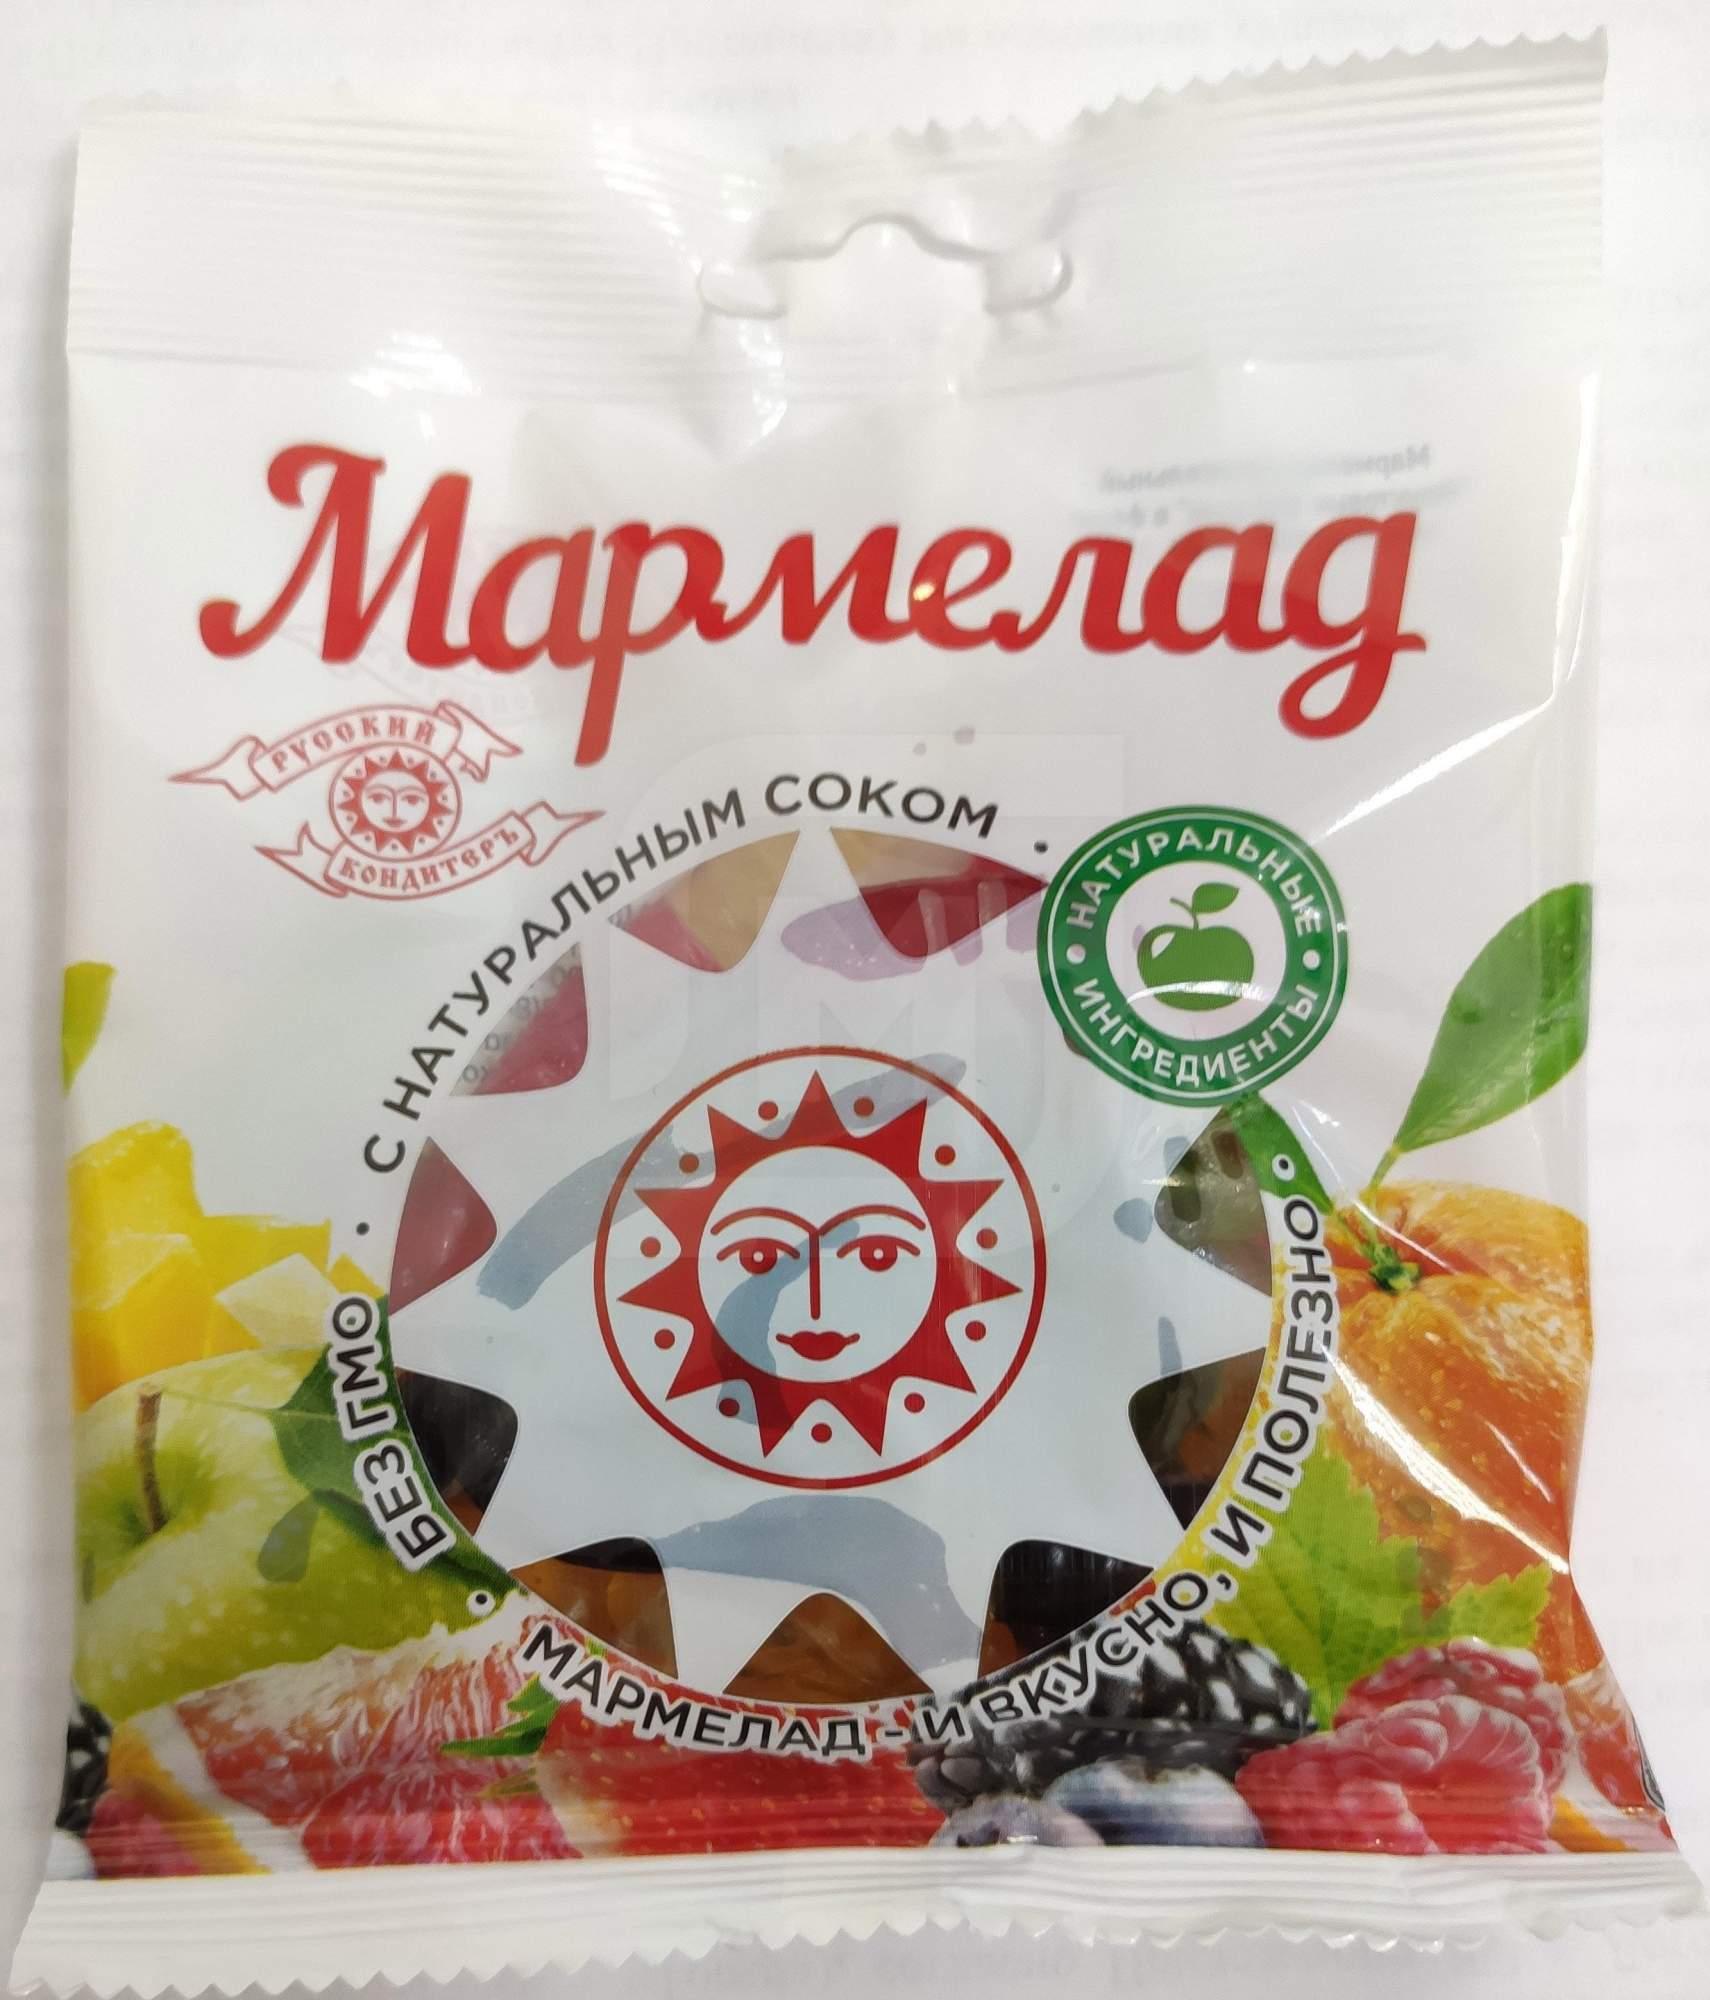 Мармелад
РУССКИЙ
КОНДИТЕРЪ
С НАТУРАЛЬНЫМ СОКОМ
НАТУРАЛЬНЫЕ
ИНГРЕДИЕНТЫ
БЕЗ ГМО
МАРМЕЛАД - И ВКУСНО, И ПОЛЕЗНО